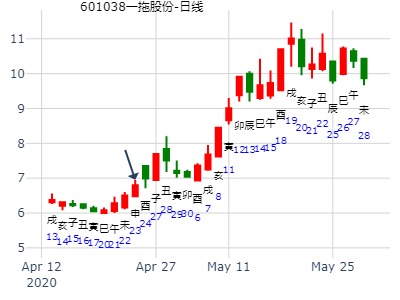 601038一拖股份-日线
11
10
9
8
7
6
5
戌 亥 子 丑 寅 巳 午 未 申 酉 子 丑 寅 卯 酉 戌 亥 寅 卯 辰 巳 午 酉 戌 亥 子 丑 辰 巳 午 未
13 14 15 16 17 20 21 22 23 24 27 28 29 30 6 7 8 11 12 13 14 15 18 19 20 21 22 25 26 27 28
Apr 12 Apr 27 May 11 May 25
2020